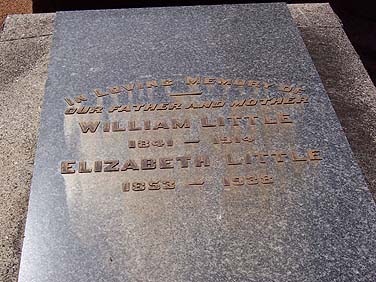 IN LOVING MEMORY OF
OUR FATHER AND MOTHER
WILLIAM LITTLE
1841 — 1914
ELIZABETH LITTLE
1853 — 1938